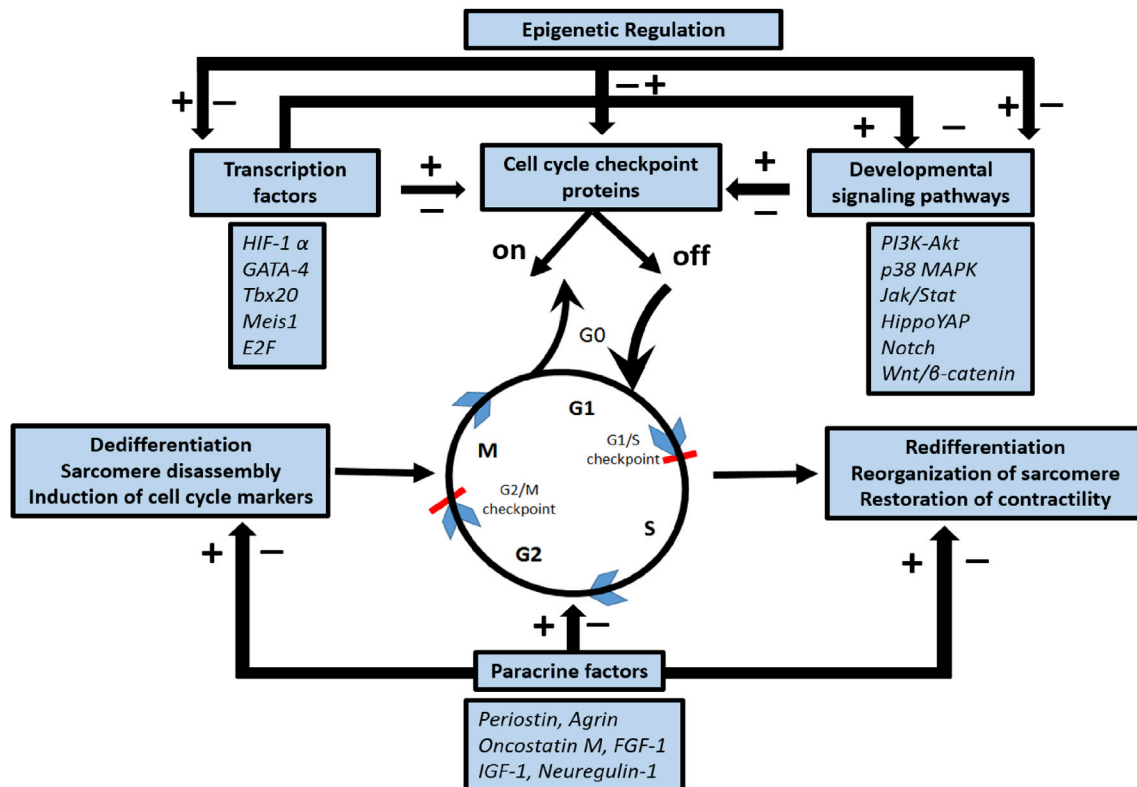 Epigenetic Regulation
+ − − + + −
+ −
Transcription
factors
+
−
Cell cycle checkpoint
proteins
+
−
Developmental
signaling pathways
HIF-1 α
GATA-4
Tbx20
Meis1
E2F
on
off
PI3K-Akt
p38 MAPK
Jak/Stat
HippoYAP
Notch
Wnt/β-catenin
G0
G1
G1/S
checkpoint
M
G2/M
checkpoint
G2
S
Dedifferentiation
Sarcomere disassembly
Induction of cell cycle markers
Redifferentiation
Reorganization of sarcomere
Restoration of contractility
+ −
+ −
+ −
Paracrine factors
Periostin, Agrin
Oncostatin M, FGF-1
IGF-1, Neuregulin-1